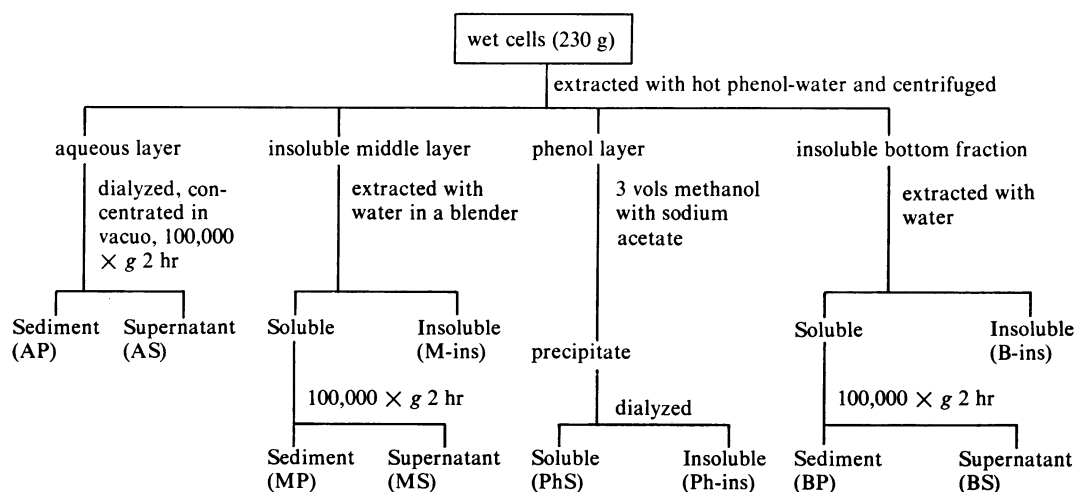 wet cells (230 g)
extracted with hot phenol-water and centrifuged
aqueous layer
insoluble middle layer
phenol layer
insoluble bottom fraction
dialyzed, con-
centrated in
vacuo, 100,000
× g 2 hr
extracted with
water in a blender
3 vols methanol
with sodium
acetate
extracted with
water
Sediment
(AP)
Supernatant
(AS)
Soluble
Insoluble
(M-ins)
precipitate
Soluble
Insoluble
(B-ins)
100,000 × g 2 hr
dialyzed
100,000 × g 2 hr
Sediment
(MP)
Supernatant
(MS)
Soluble
(PhS)
Insoluble
(Ph-ins)
Sediment
(BP)
Supernatant
(BS)